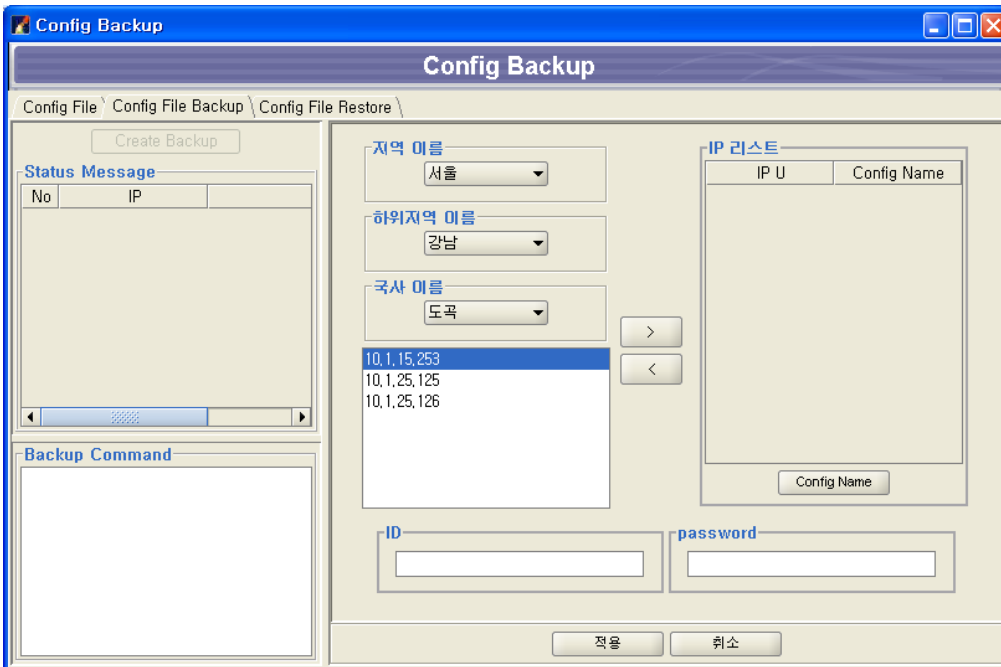 Config Backup
Config Backup
Config File
Config File Backup
Config File Restore
Create Backup
Status Message
No
IP
Backup Command
지역 이름
서울
하위지역 이름
강남
국사 이름
도곡
10,1,15,253
10,1,25,125
10,1,25,126
>
<
IP 리스트
IP U
Config Name
Config Name
ID
password
적용
취소